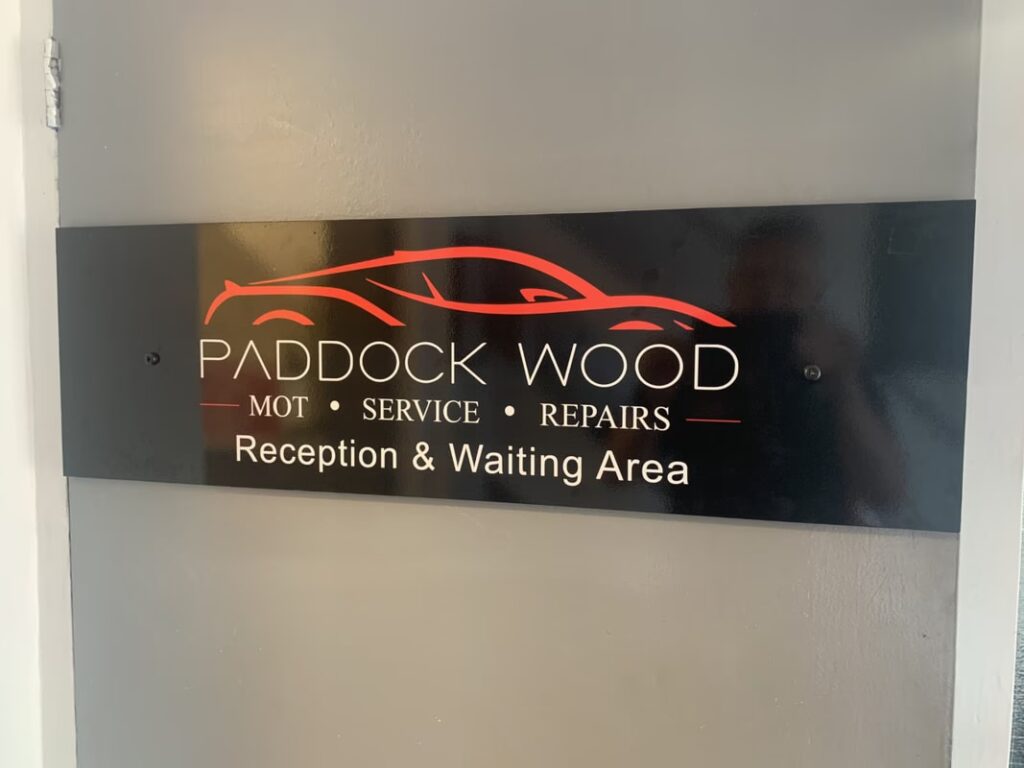 PADDOCK WOOD
MOT • SERVICE • REPAIRS
Reception & Waiting Area